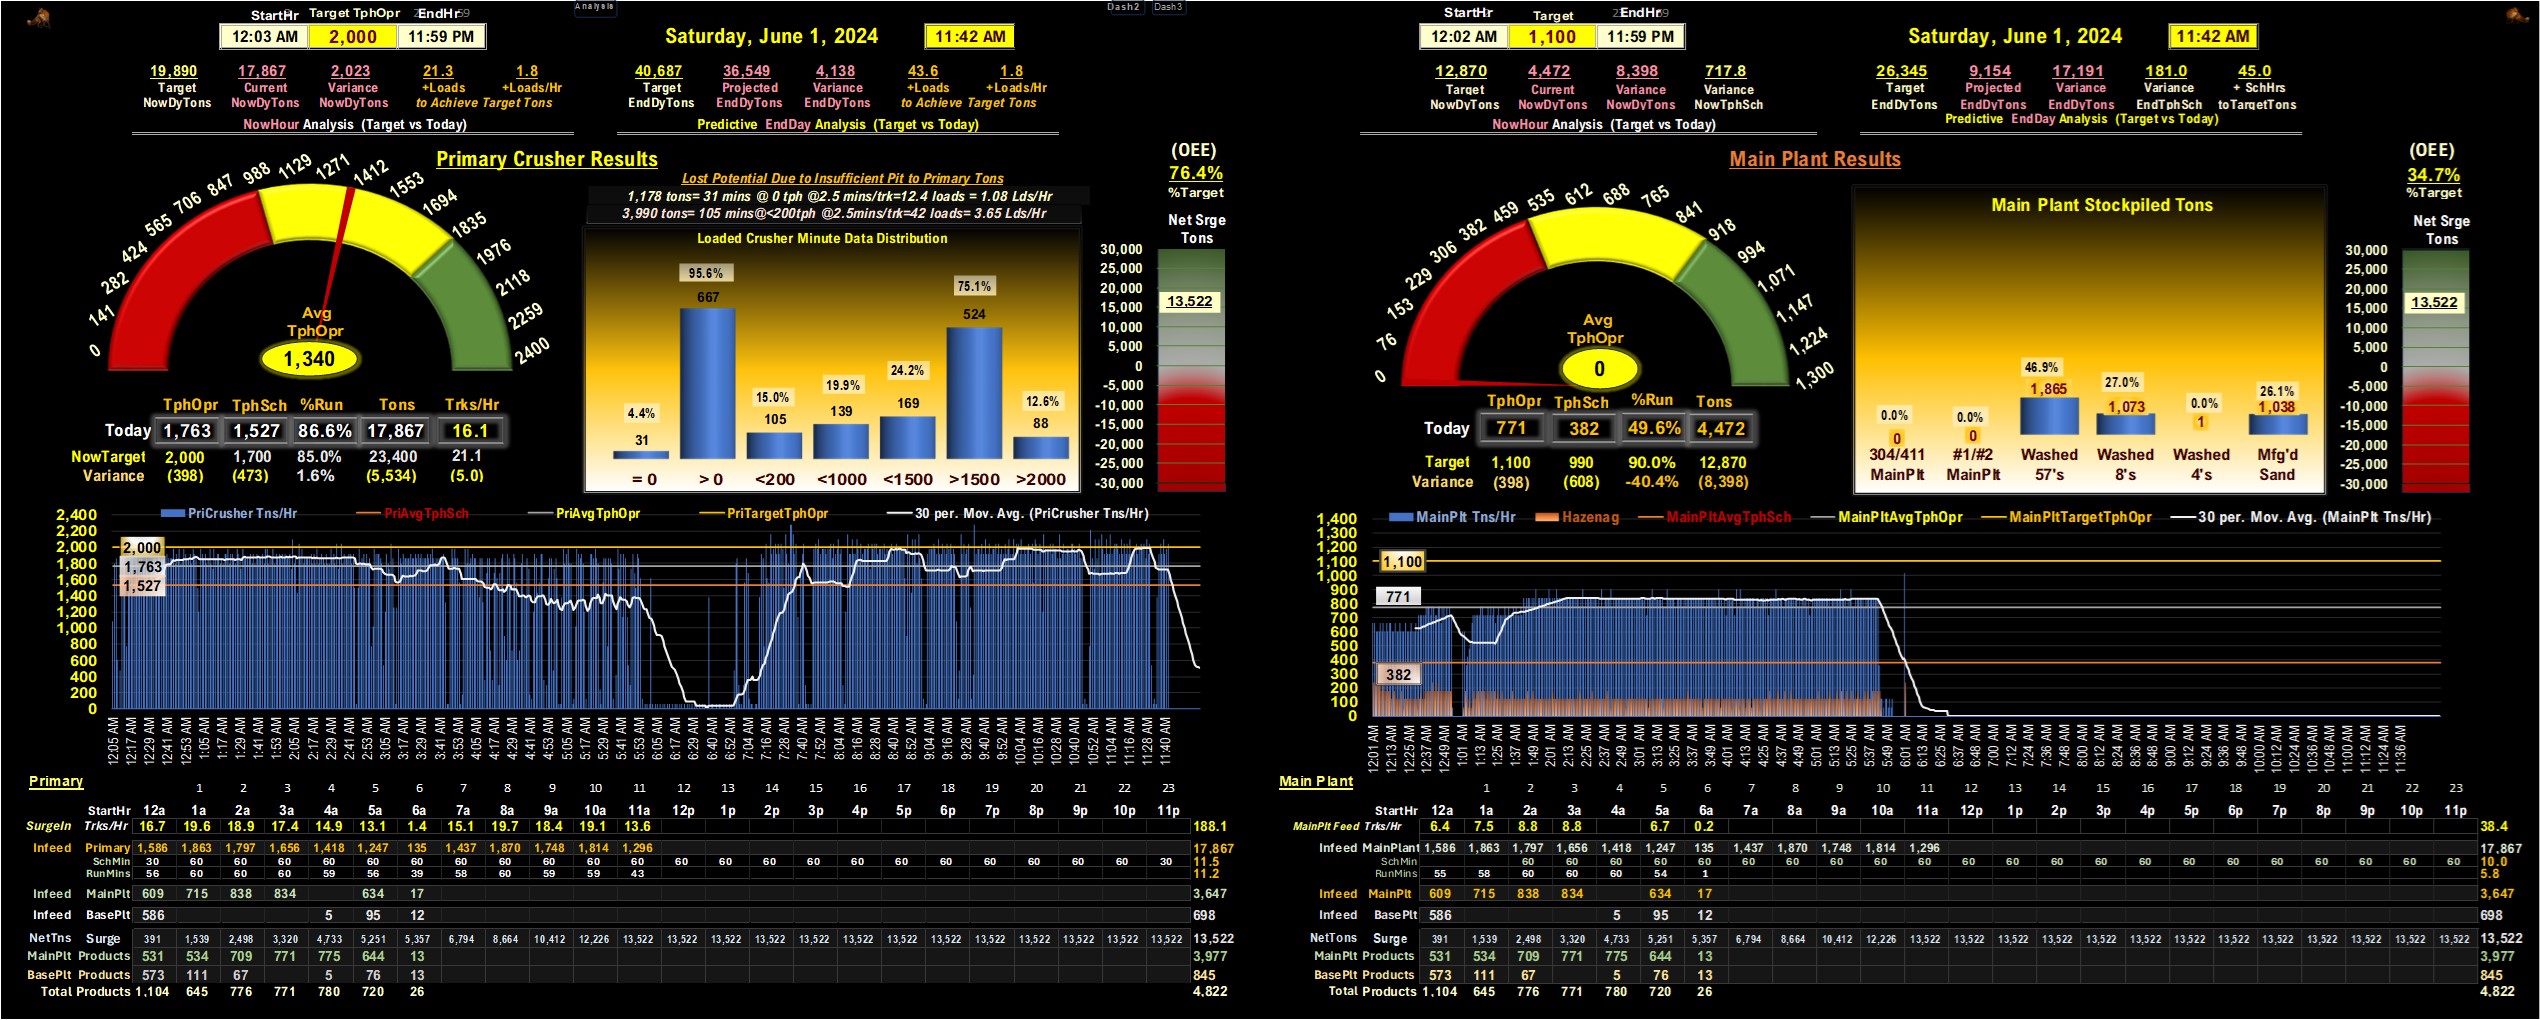 Analysis Dash2 Dash3
StartHr Target TphOpr EndHr
12:03 AM 2,000 11:59 PM
Saturday, June 1, 2024 11:42 AM
19,890 17,867 2,023 21.3 1.8
Target Current Variance +Loads +Loads/Hr
NowDyTons NowDyTons NowDyTons to Achieve Target Tons
NowHour Analysis (Target vs Today)
40,687 36,549 4,138 43.6 1.8
Target Projected Variance +Loads +Loads/Hr
EndDyTons EndDyTons EndDyTons to Achieve Target Tons
Predictive EndDay Analysis (Target vs Today)
Primary Crusher Results
0 141 282 424 565 706 847 988 1129 1271 1412 1553 1694 1835 1976 2118 2259 2400
Avg
TphOpr
1,340
TphOpr TphSch %Run Tons Trks/Hr
Today 1,763 1,527 86.6% 17,867 16.1
NowTarget 2,000 1,700 85.0% 23,400 21.1
Variance (398) (473) 1.6% (5,534) (5.0)
Lost Potential Due to Insufficient Pit to Primary Tons
1,178 tons= 31 mins @ 0 tph @2.5 mins/trk=12.4 loads = 1.08 Lds/Hr
3,990 tons= 105 mins@<200tph @2.5mins/trk=42 loads= 3.65 Lds/Hr
Loaded Crusher Minute Data Distribution
4.4% 95.6% 15.0% 19.9% 24.2% 75.1% 12.6%
31 667 105 139 169 524 88
= 0 > 0 <200 <1000 <1500 >1500 >2000
(OEE)
76.4%
%Target
Net Srge
Tons
30,000
25,000
20,000
15,000
13,522
10,000
5,000
0
-5,000
-10,000
-15,000
-20,000
-25,000
-30,000
PriCrusher Tns/Hr PriAvgTphSch PriAvgTphOpr PriTargetTphOpr 30 per. Mov. Avg. (PriCrusher Tns/Hr)
2,400
2,200
2,000
1,800
1,600
1,400
1,200
1,000
800
600
400
200
0
2,000
1,763
1,527
12:05 AM 12:17 AM 12:29 AM 12:41 AM 12:53 AM 1:05 AM 1:17 AM 1:29 AM 1:41 AM 1:53 AM 2:05 AM 2:17 AM 2:29 AM 2:41 AM 2:53 AM 3:05 AM 3:17 AM 3:29 AM 3:41 AM 3:53 AM 4:05 AM 4:17 AM 4:29 AM 4:41 AM 4:53 AM 5:05 AM 5:17 AM 5:29 AM 5:41 AM 5:53 AM 6:05 AM 6:17 AM 6:29 AM 6:40 AM 6:52 AM 7:04 AM 7:16 AM 7:28 AM 7:40 AM 7:52 AM 8:04 AM 8:16 AM 8:28 AM 8:40 AM 8:52 AM 9:04 AM 9:16 AM 9:28 AM 9:40 AM 9:52 AM 10:04 AM 10:16 AM 10:28 AM 10:40 AM 10:52 AM 11:04 AM 11:16 AM 11:28 AM 11:40 AM
Primary 1 2 3 4 5 6 7 8 9 10 11 12 13 14 15 16 17 18 19 20 21 22 23
StartHr 12a 1a 2a 3a 4a 5a 6a 7a 8a 9a 10a 11a 12p 1p 2p 3p 4p 5p 6p 7p 8p 9p 10p 11p
SurgeIn Trks/Hr 16.7 19.6 18.9 17.4 14.9 13.1 1.4 15.1 19.7 18.4 19.1 13.6 188.1
Infeed Primary 1,586 1,863 1,797 1,656 1,418 1,247 135 1,437 1,870 1,748 1,814 1,296 17,867
SchMin 30 60 60 60 60 60 60 60 60 60 60 60 60 60 60 60 60 60 60 60 60 60 60 30 11.5
RunMins 56 60 60 60 59 56 39 58 60 59 59 43 11.2
Infeed MainPlt 609 715 838 834 634 17 3,647
Infeed BasePlt 586 5 95 12 698
NetTns Surge 391 1,539 2,498 3,320 4,733 5,251 5,357 6,794 8,664 10,412 12,226 13,522 13,522 13,522 13,522 13,522 13,522 13,522 13,522 13,522 13,522 13,522 13,522 13,522 13,522
MainPlt Products 531 534 709 771 775 644 13 3,977
BasePlt Products 573 111 67 5 76 13 845
Total Products 1,104 645 776 771 780 720 26 4,822
StartHr Target EndHr
12:02 AM 1,100 11:59 PM
Saturday, June 1, 2024 11:42 AM
12,870 4,472 8,398 717.8
Target Current Variance Variance
NowDyTons NowDyTons NowDyTons NowTphSch
NowHour Analysis (Target vs Today)
26,345 9,154 17,191 181.0 45.0
Target Projected Variance Variance + SchHrs
EndDyTons EndDyTons EndDyTons EndTphSch toTargetTons
Predictive EndDay Analysis (Target vs Today)
Main Plant Results
0 76 153 229 306 382 459 535 612 688 765 841 918 994 1,071 1,147 1,224 1,300
Avg
TphOpr
0
TphOpr TphSch %Run Tons
Today 771 382 49.6% 4,472
Target 1,100 990 90.0% 12,870
Variance (398) (608) -40.4% (8,398)
Main Plant Stockpiled Tons
0.0% 0.0% 46.9% 27.0% 0.0% 26.1%
0 0 1,865 1,073 1 1,038
304/411 #1/#2 Washed Washed Washed Mfg'd
MainPlt MainPlt 57's 8's 4's Sand
(OEE)
34.7%
%Target
Net Srge
Tons
30,000
25,000
20,000
15,000
13,522
10,000
5,000
0
-5,000
-10,000
-15,000
-20,000
-25,000
-30,000
MainPlt Tns/Hr Hazenag MainPltAvgTphSch MainPltAvgTphOpr MainPltTargetTphOpr 30 per. Mov. Avg. (MainPlt Tns/Hr)
1,400
1,300
1,200
1,100
1,000
900
800
700
600
500
400
300
200
100
0
1,100
771
382
12:01 AM 12:13 AM 12:25 AM 12:37 AM 12:49 AM 1:01 AM 1:13 AM 1:25 AM 1:37 AM 1:49 AM 2:01 AM 2:13 AM 2:25 AM 2:37 AM 2:49 AM 3:01 AM 3:13 AM 3:25 AM 3:37 AM 3:49 AM 4:01 AM 4:13 AM 4:25 AM 4:37 AM 4:49 AM 5:01 AM 5:13 AM 5:25 AM 5:37 AM 5:49 AM 6:01 AM 6:13 AM 6:25 AM 6:37 AM 6:48 AM 7:00 AM 7:12 AM 7:24 AM 7:36 AM 7:48 AM 8:00 AM 8:12 AM 8:24 AM 8:36 AM 8:48 AM 9:00 AM 9:12 AM 9:24 AM 9:36 AM 9:48 AM 10:00 AM 10:12 AM 10:24 AM 10:36 AM 10:48 AM 11:00 AM 11:12 AM 11:24 AM 11:36 AM
Main Plant 1 2 3 4 5 6 7 8 9 10 11 12 13 14 15 16 17 18 19 20 21 22 23
StartHr 12a 1a 2a 3a 4a 5a 6a 7a 8a 9a 10a 11a 12p 1p 2p 3p 4p 5p 6p 7p 8p 9p 10p 11p
MainPlt Feed Trks/Hr 6.4 7.5 8.8 8.8 6.7 0.2 38.4
Infeed MainPlant 1,586 1,863 1,797 1,656 1,418 1,247 135 1,437 1,870 1,748 1,814 1,296 17,867
SchMin 60 60 60 60 60 60 60 60 60 60 60 60 60 60 60 60 60 60 60 60 60 60 10.0
RunMins 55 58 60 60 60 54 1 5.8
Infeed MainPlt 609 715 838 834 634 17 3,647
Infeed BasePlt 586 5 95 12 698
NetTons Surge 391 1,539 2,498 3,320 4,733 5,251 5,357 6,794 8,664 10,412 12,226 13,522 13,522 13,522 13,522 13,522 13,522 13,522 13,522 13,522 13,522 13,522 13,522 13,522 13,522
MainPlt Products 531 534 709 771 775 644 13 3,977
BasePlt Products 573 111 67 5 76 13 845
Total Products 1,104 645 776 771 780 720 26 4,822